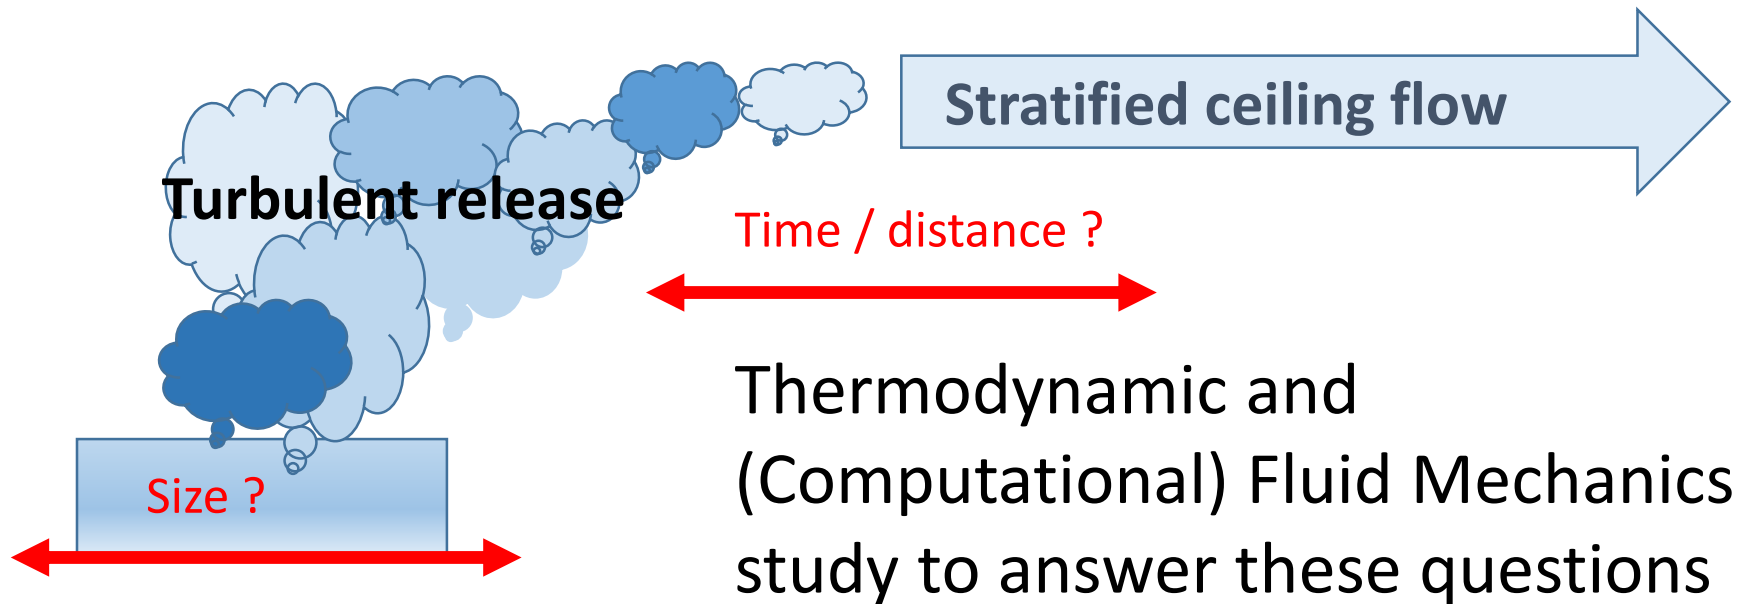 Stratified ceiling flow
Turbulent release
Time / distance ?
Thermodynamic and
(Computational) Fluid Mechanics
study to answer these questions
Size ?